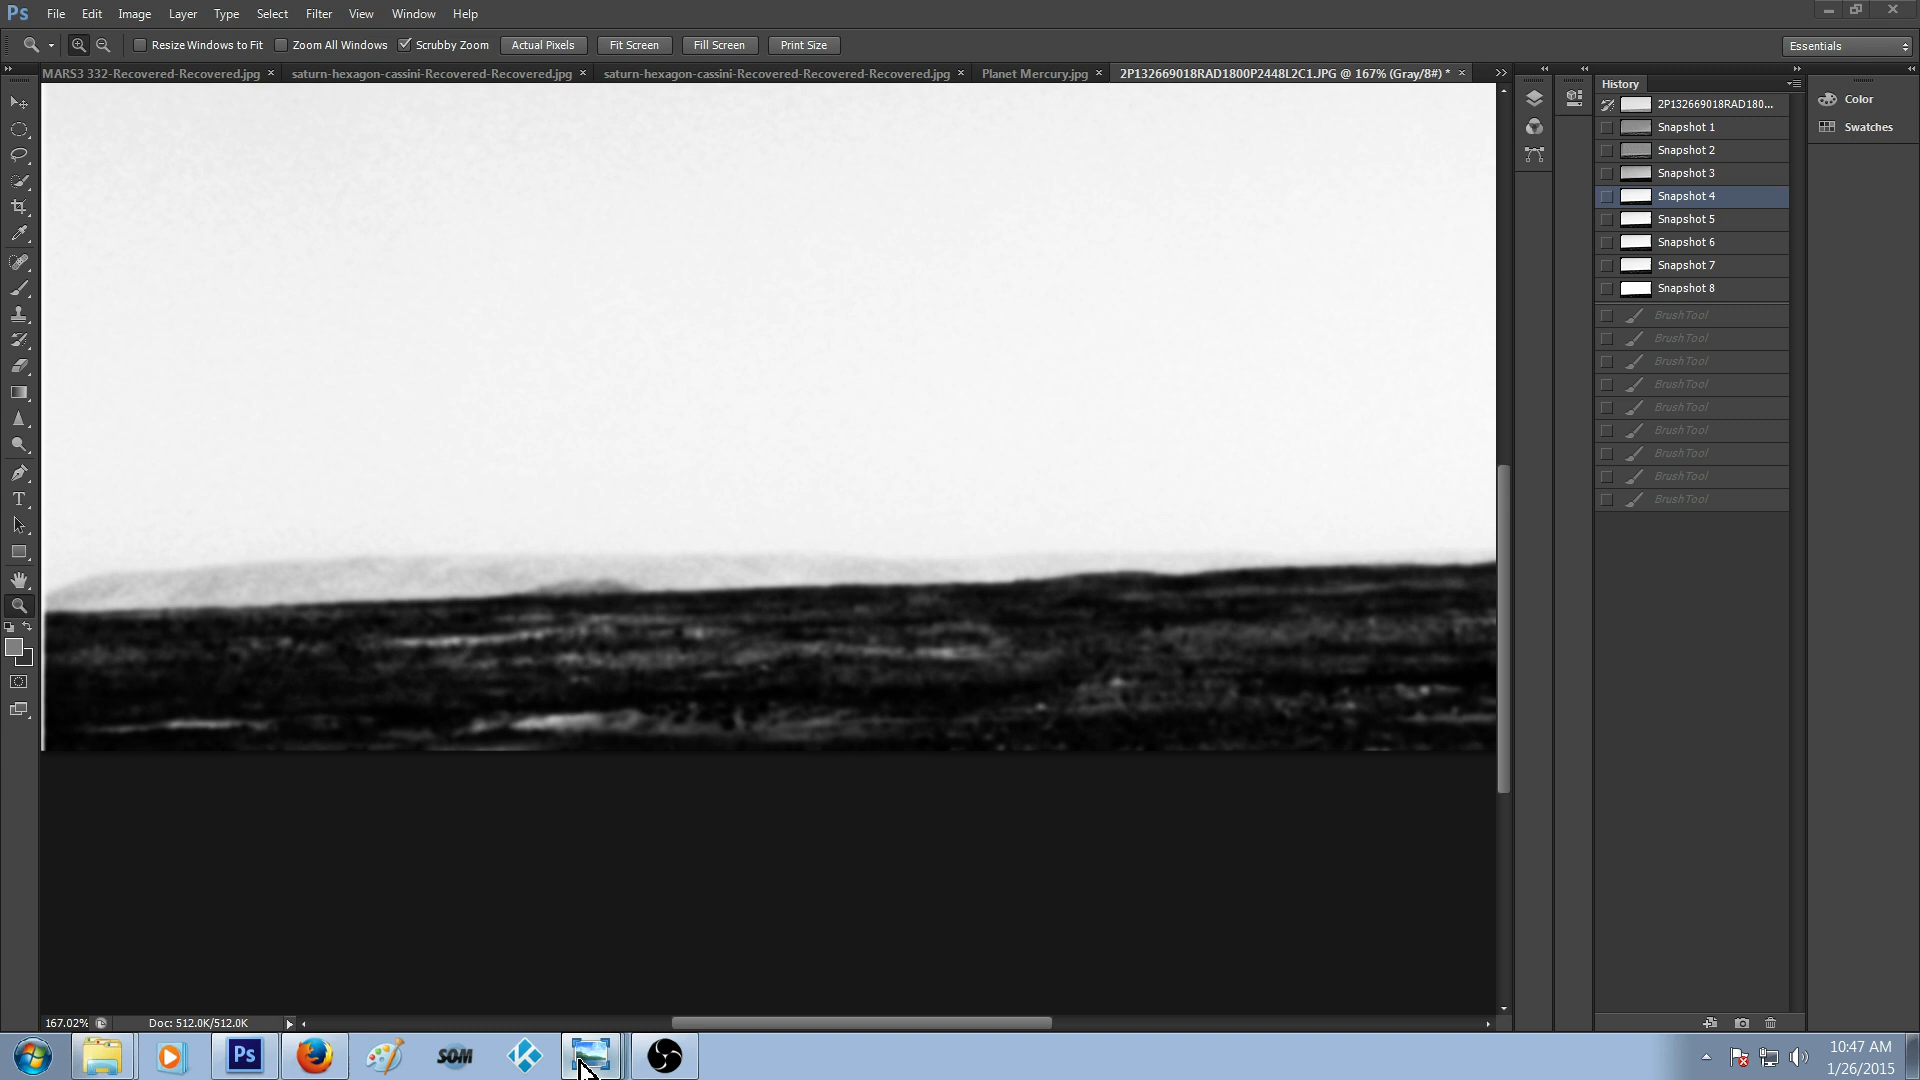 Ps File Edit Image Layer Type Select Filter View Window Help
Resize Windows to Fit Zoom All Windows Scrubby Zoom Actual Pixels Fit Screen Fill Screen Print Size Essentials
MARS3 332-Recovered-Recovered.jpg saturn-hexagon-cassini-Recovered-Recovered.jpg saturn-hexagon-cassini-Recovered-Recovered-Recovered.jpg Planet Mercury.jpg 2P132669018RAD1800P2448L2C1.JPG @ 167% (Gray/8#) *
History
2P132669018RAD180...
Snapshot 1
Snapshot 2
Snapshot 3
Snapshot 4
Snapshot 5
Snapshot 6
Snapshot 7
Snapshot 8
Brush Tool
Brush Tool
Brush Tool
Brush Tool
Brush Tool
Brush Tool
Brush Tool
Brush Tool
Brush Tool
Color
Swatches
T
167.02% Doc: 512.0K/512.0K
Ps
SOM
10:47 AM
1/26/2015